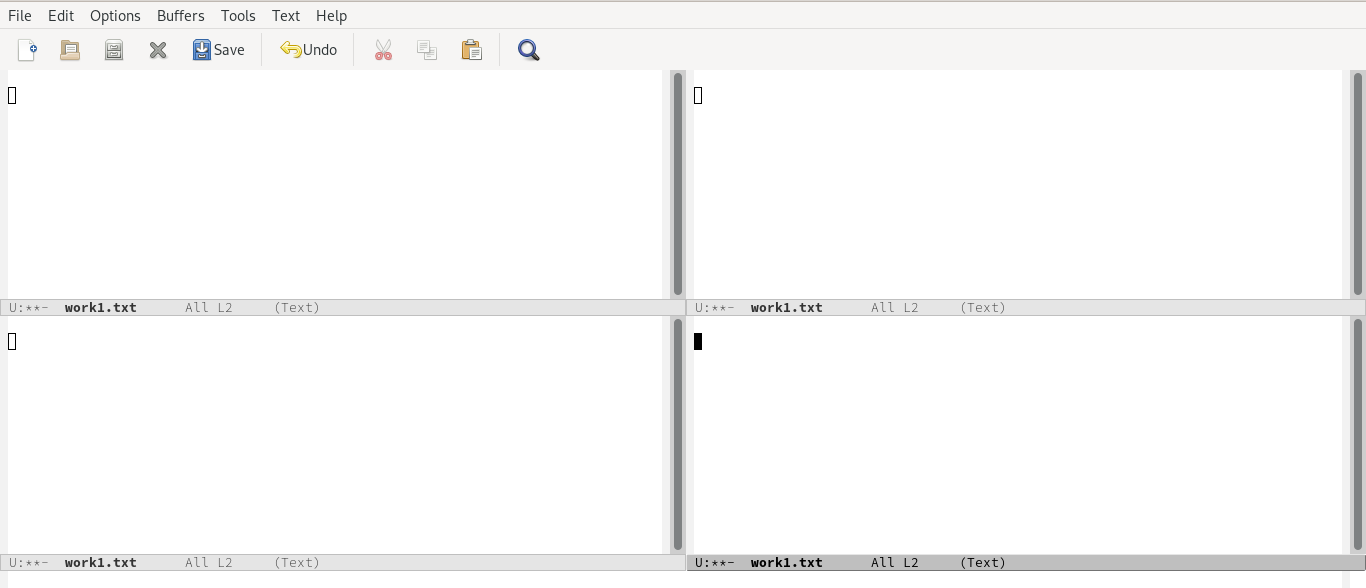 File Edit Options Buffers Tools Text Help
Save Undo
U:**- work1.txt All L2 (Text)
U:**- work1.txt All L2 (Text)
U:**- work1.txt All L2 (Text)
U:**- work1.txt All L2 (Text)